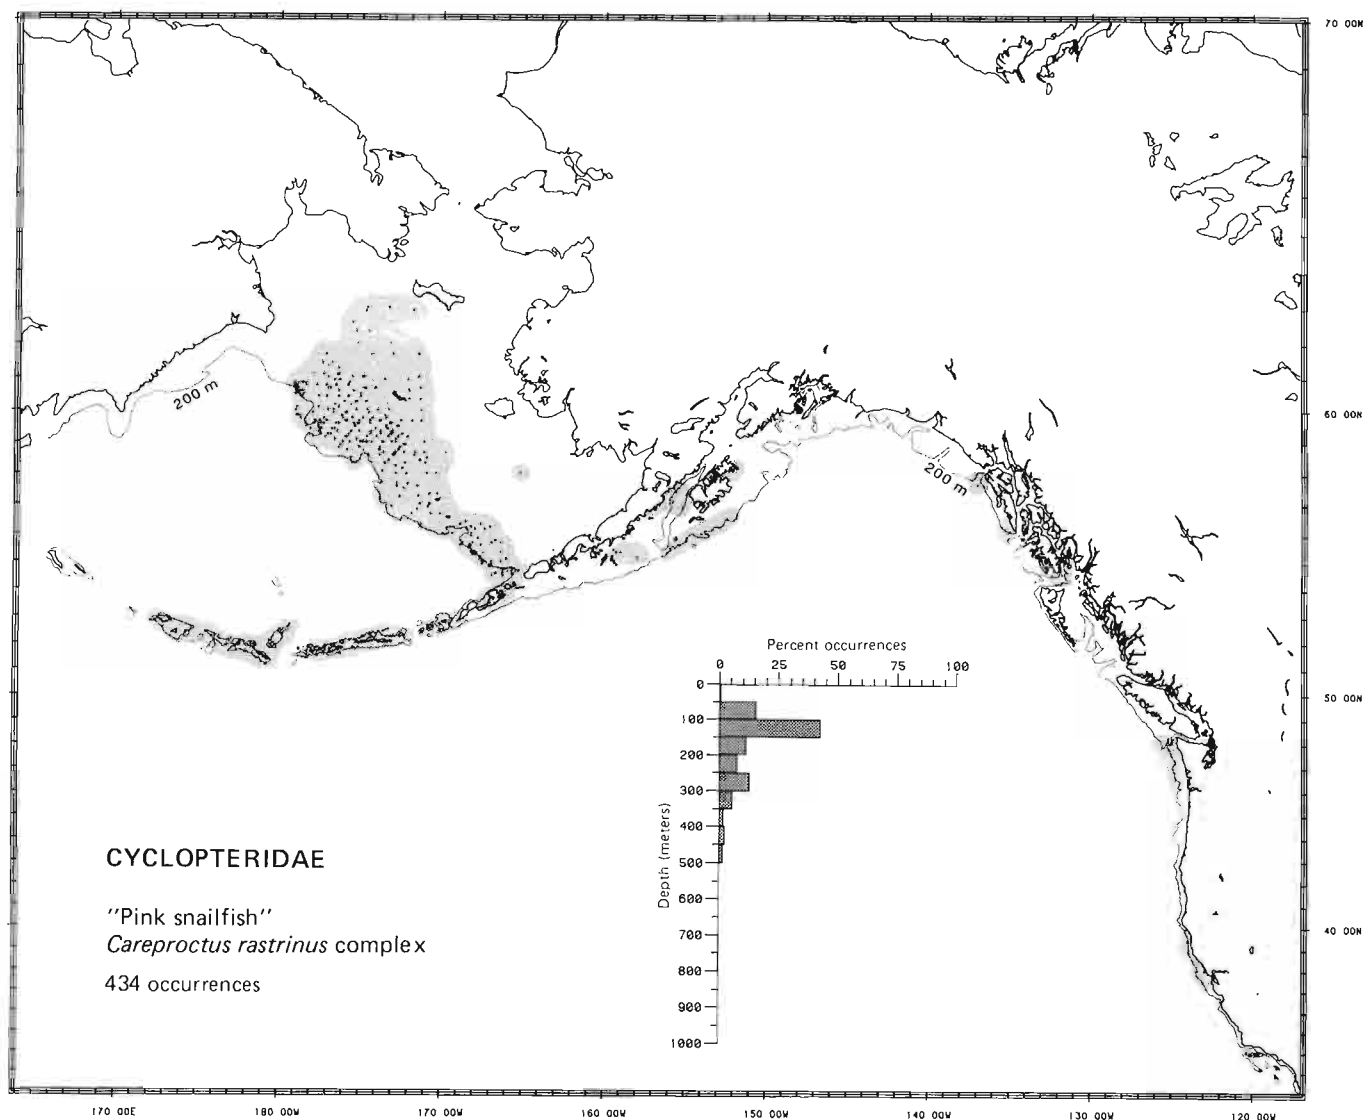 70 00N
200 m
60 00N
200 m
Percent occurrences
0 25 50 75 100
0
50 00N
100
200
300
400
500
600
700
800
900
1000
Depth (meters)
CYCLOPTERIDAE
"Pink snailfish"
Careproctus rastrinus complex
434 occurrences
40 00N
170 00E 180 00W 170 00W 160 00W 150 00W 140 00W 130 00W 120 00W